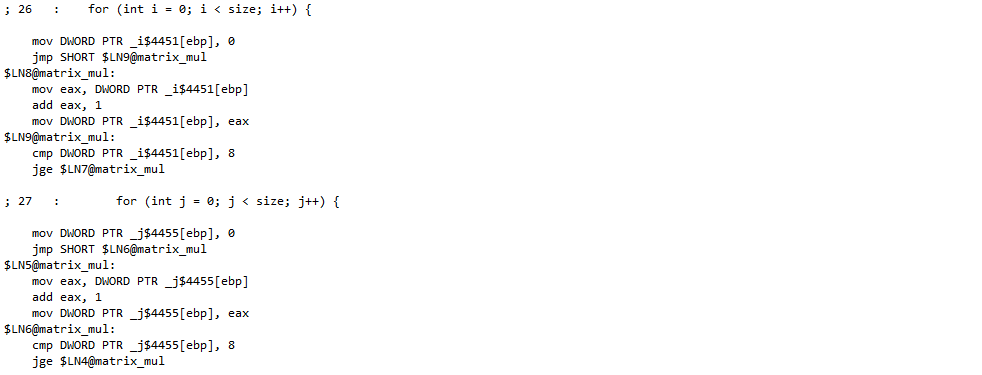 ; 26   :    for (int i = 0; i < size; i++) {
mov DWORD PTR _i$4451[ebp], 0
jmp SHORT $LN9@matrix_mul
$LN8@matrix_mul:
mov eax, DWORD PTR _i$4451[ebp]
add eax, 1
mov DWORD PTR _i$4451[ebp], eax
$LN9@matrix_mul:
cmp DWORD PTR _i$4451[ebp], 8
jge $LN7@matrix_mul
; 27   :        for (int j = 0; j < size; j++) {
mov DWORD PTR _j$4455[ebp], 0
jmp SHORT $LN6@matrix_mul
$LN5@matrix_mul:
mov eax, DWORD PTR _j$4455[ebp]
add eax, 1
mov DWORD PTR _j$4455[ebp], eax
$LN6@matrix_mul:
cmp DWORD PTR _j$4455[ebp], 8
jge $LN4@matrix_mul